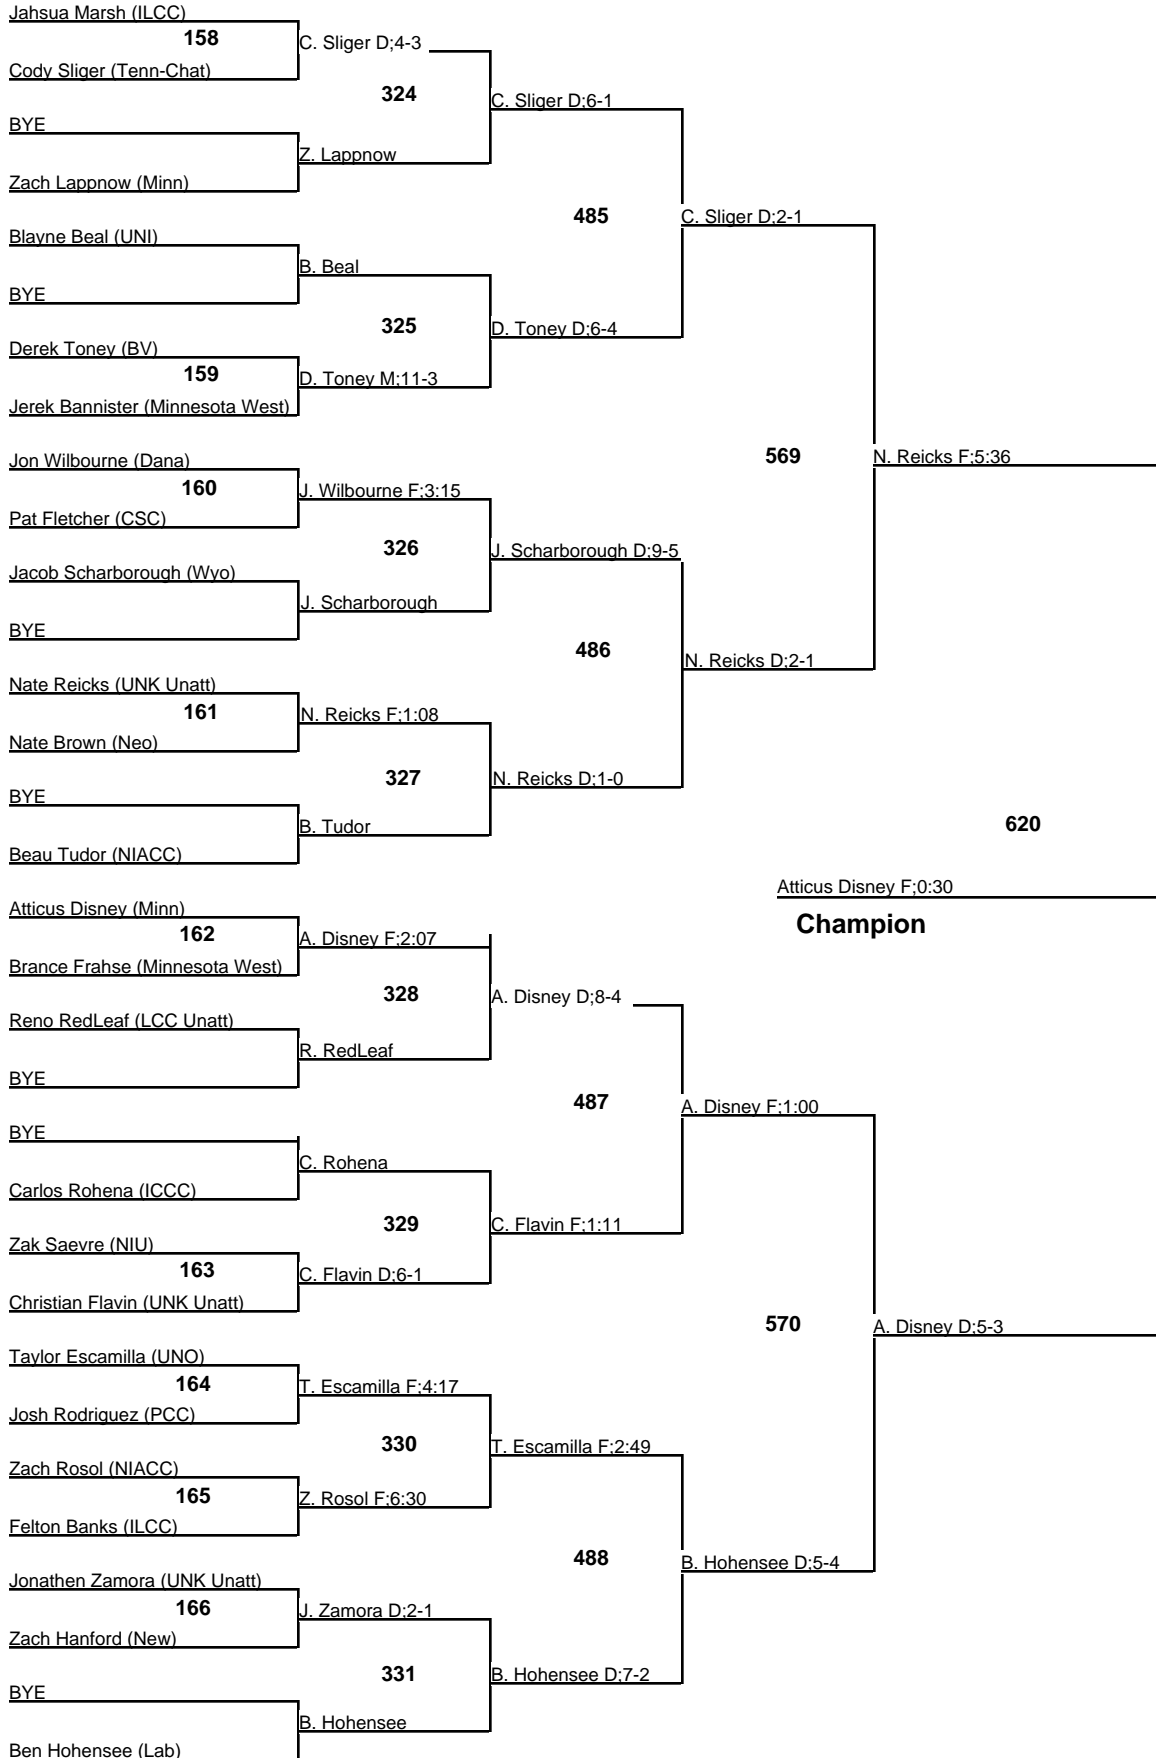 Jahsua Marsh (ILCC)
158
C. Sliger D;4-3
Cody Sliger (Tenn-Chat)
324
C. Sliger D;6-1
BYE
Z. Lappnow
Zach Lappnow (Minn)
485
C. Sliger D;2-1
Blayne Beal (UNI)
B. Beal
BYE
325
D. Toney D;6-4
Derek Toney (BV)
159
D. Toney M;11-3
Jerek Bannister (Minnesota West)
569
N. Reicks F;5:36
Jon Wilbourne (Dana)
160
J. Wilbourne F;3:15
Pat Fletcher (CSC)
326
J. Scharborough D;9-5
Jacob Scharborough (Wyo)
J. Scharborough
BYE
486
N. Reicks D;2-1
Nate Reicks (UNK Unatt)
161
N. Reicks F;1:08
Nate Brown (Neo)
327
N. Reicks D;1-0
BYE
B. Tudor
620
Beau Tudor (NIACC)
Atticus Disney F;0:30
Champion
Atticus Disney (Minn)
162
A. Disney F;2:07
Brance Frahse (Minnesota West)
328
A. Disney D;8-4
Reno RedLeaf (LCC Unatt)
R. RedLeaf
BYE
487
A. Disney F;1:00
BYE
C. Rohena
Carlos Rohena (ICCC)
329
C. Flavin F;1:11
Zak Saevre (NIU)
163
C. Flavin D;6-1
Christian Flavin (UNK Unatt)
570
A. Disney D;5-3
Taylor Escamilla (UNO)
164
T. Escamilla F;4:17
Josh Rodriguez (PCC)
330
T. Escamilla F;2:49
Zach Rosol (NIACC)
165
Z. Rosol F;6:30
Felton Banks (ILCC)
488
B. Hohensee D;5-4
Jonathen Zamora (UNK Unatt)
166
J. Zamora D;2-1
Zach Hanford (New)
331
B. Hohensee D;7-2
BYE
B. Hohensee
Ben Hohensee (Lab)